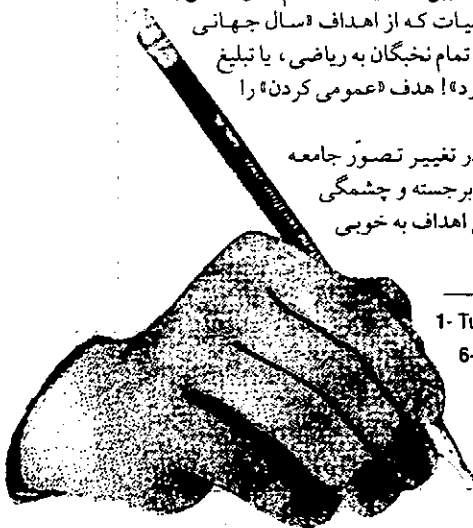 یات که از اهداف «سال جهانی
تمام نخبگان به ریاضی، یا تبلیغ
رد»! هدف «عمومی کردن» را
در تغییر تصوّر جامعه
برجسته و چشمگی
اهداف به خوبی
1- Tu
6-